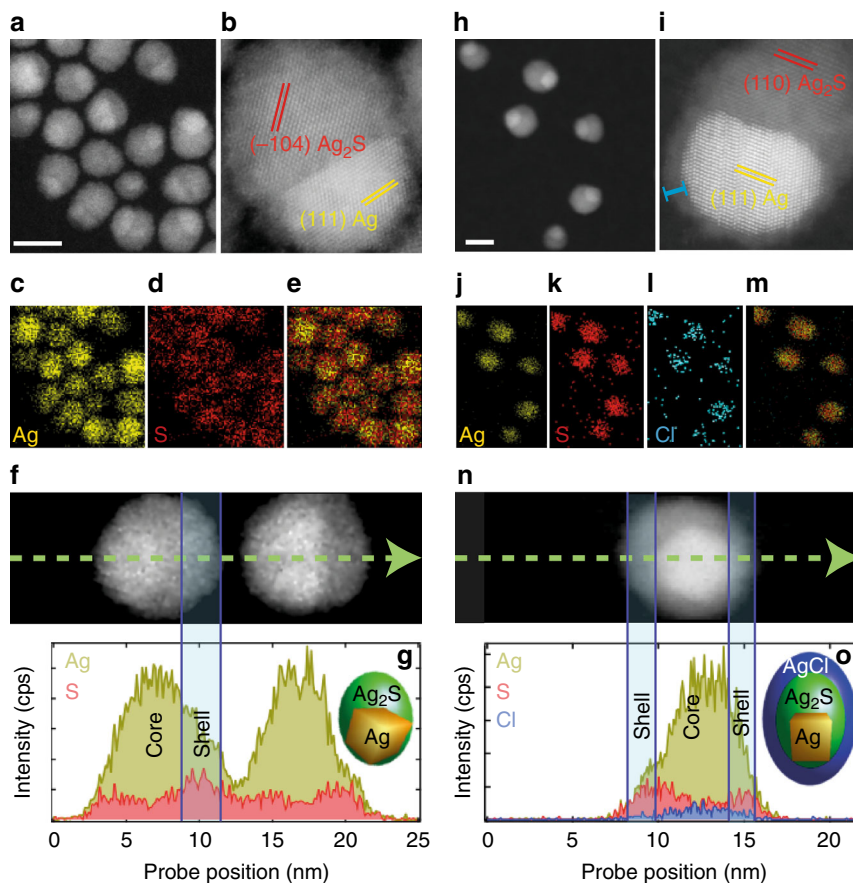 a
b
(−104) Ag₂S
(111) Ag
h
i
(110) Ag₂S
(111) Ag
c
d
e
Ag
S
j
k
l
m
Ag
S
Cl
f
n
g
Ag
S
Core
Shell
Ag₂S
Ag
Intensity (cps)
0 5 10 15 20 25
Probe position (nm)
o
Ag
S
Cl
Shell
Core
Shell
AgCl
Ag₂S
Ag
Intensity (cps)
0 5 10 15 20
Probe position (nm)